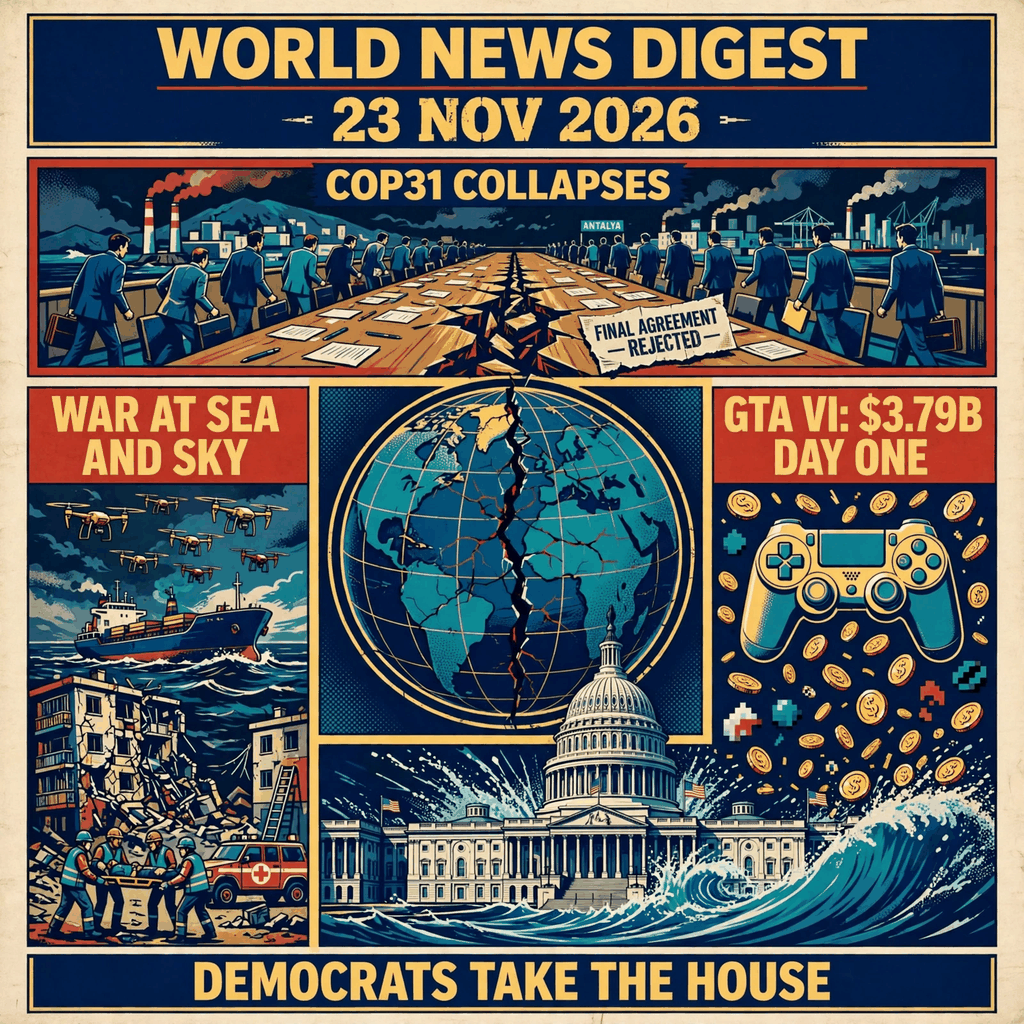 WORLD NEWS DIGEST
23 NOV 2026
COP31 COLLAPSES
ANTALYA
FINAL AGREEMENT
— REJECTED —
WAR AT SEA
AND SKY
GTA VI: $3.79B
DAY ONE
DEMOCRATS TAKE THE HOUSE